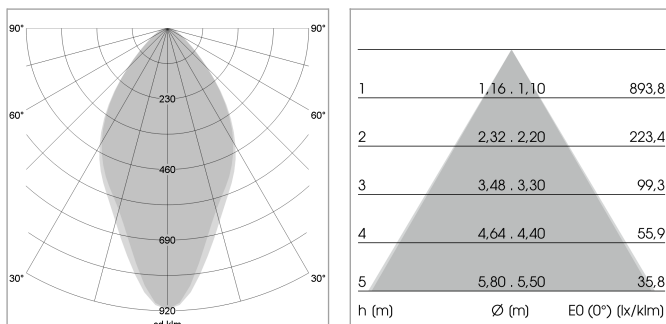 90° 90°
230
60° 60°
460
690
30° 30°
920
cd klm
1 1,16 . 1,10 893,8
2 2,32 . 2,20 223,4
3 3,48 . 3,30 99,3
4 4,64 . 4,40 55,9
5 5,80 . 5,50 35,8
h (m) Ø (m) E0 (0°) (lx/klm)